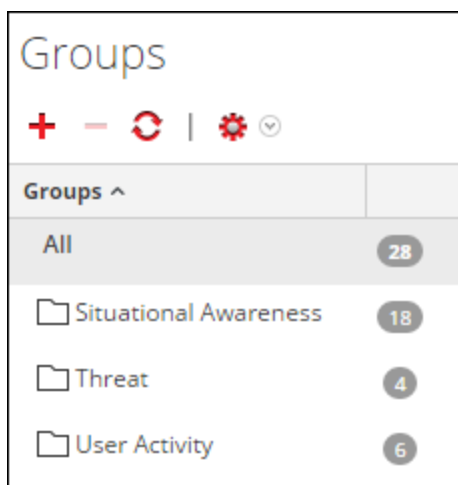 Groups
Groups
All 28
Situational Awareness 18
Threat 4
User Activity 6